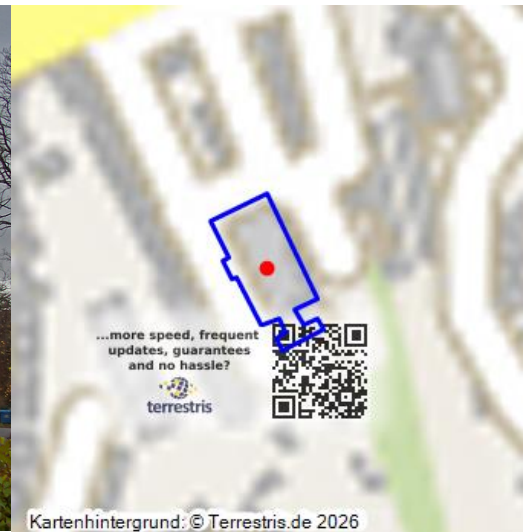 ...more speed, frequent
updates, guarantees
and no hassle?
terrestris
Kartenhintergrund: © Terrestris.de 2026